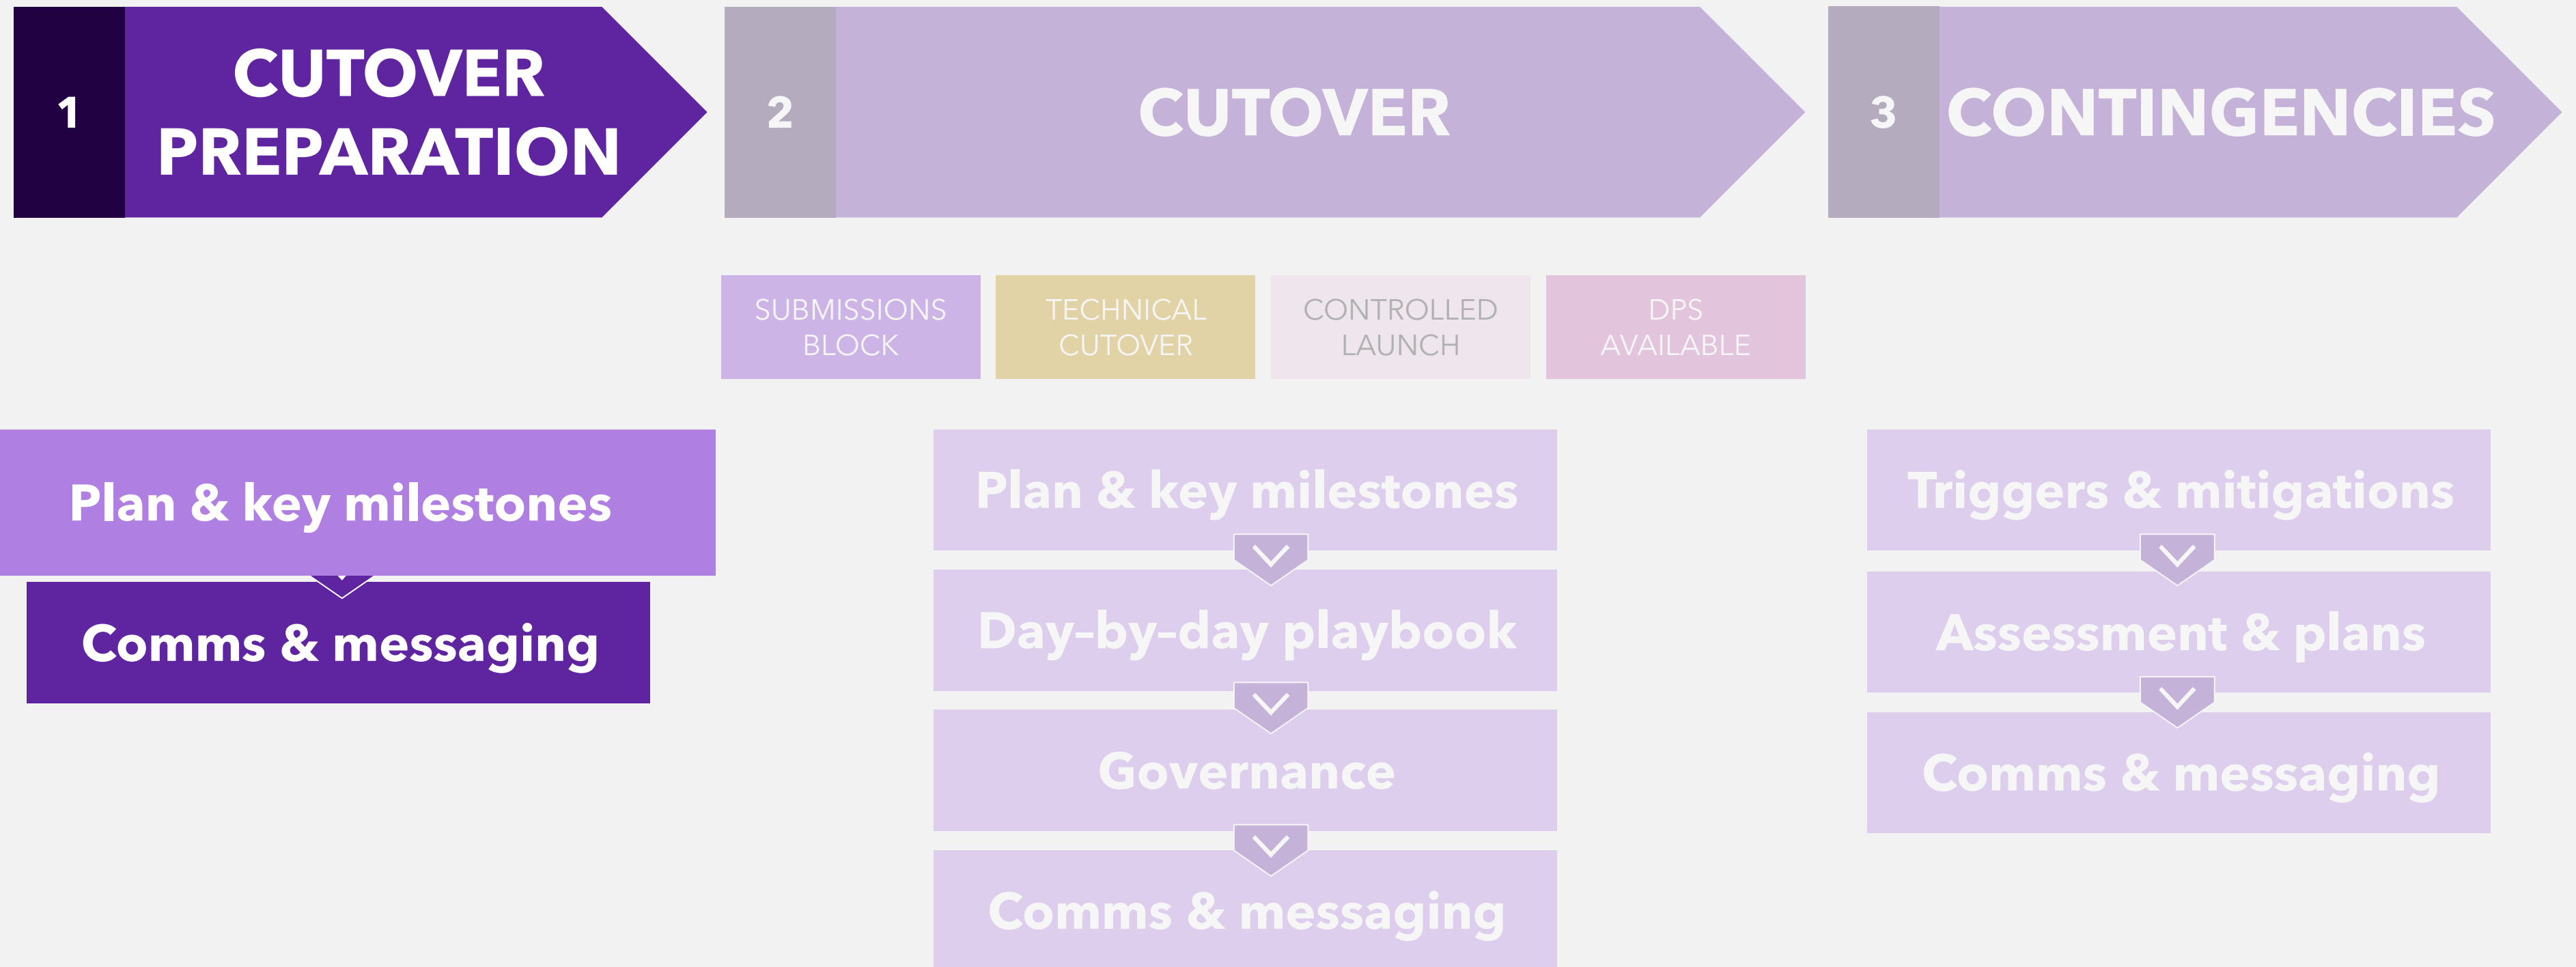 1
CUTOVER
PREPARATION
2
CUTOVER
3
CONTINGENCIES
SUBMISSIONS
BLOCK
TECHNICAL
CUTOVER
CONTROLLED
LAUNCH
DPS
AVAILABLE
Plan & key milestones
Comms & messaging
Plan & key milestones
Day-by-day playbook
Governance
Comms & messaging
Triggers & mitigations
Assessment & plans
Comms & messaging